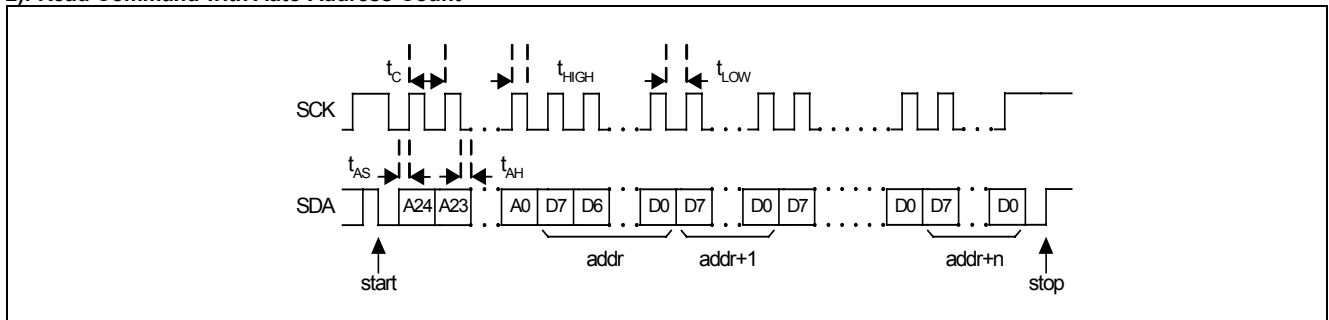 2). Read Command with Auto Address Count
tC tHIGH tLOW
SCK
tAS tAH
SDA A24 A23 A0 D7 D6 D0 D7 D0 D7 D0 D7 D0
addr addr+1 addr+n
start stop